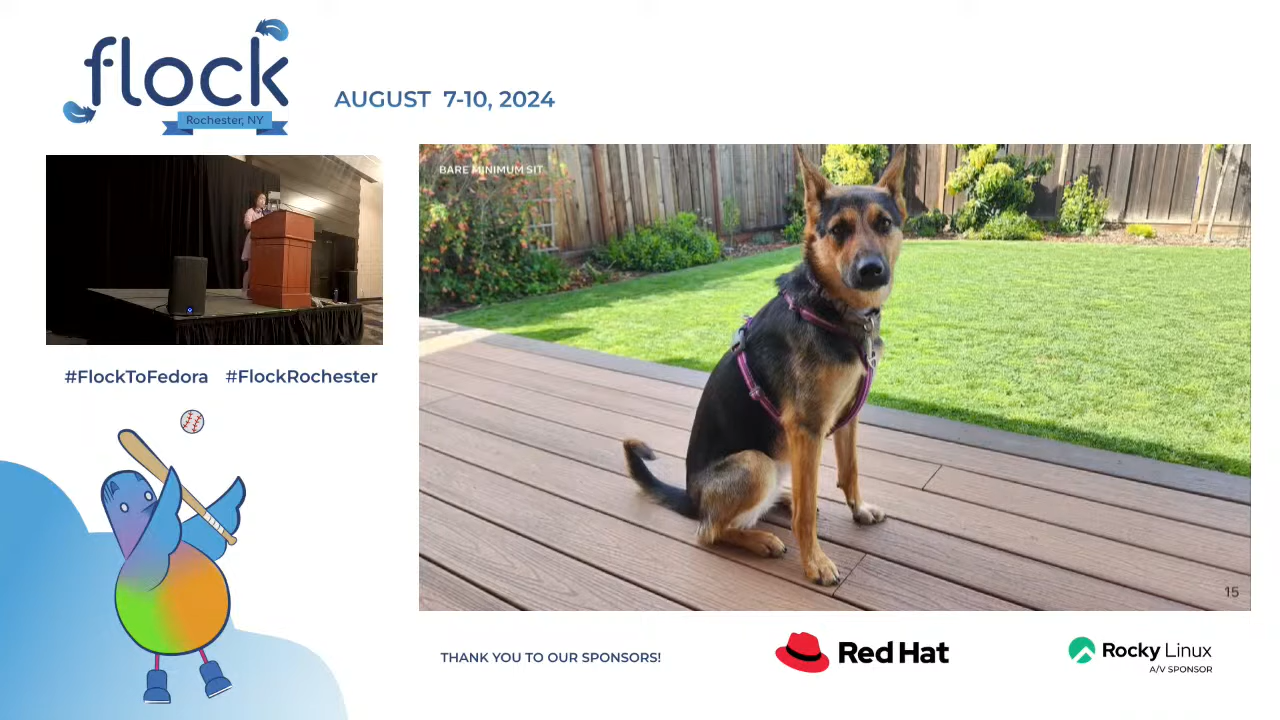 flock
Rochester, NY
AUGUST 7-10, 2024
BARE MINIMUM SIT
#FlockToFedora #FlockRochester
15
THANK YOU TO OUR SPONSORS!
Red Hat
Rocky Linux
A/V SPONSOR